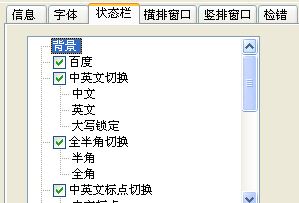 信息 字体 状态栏 横排窗口 竖排窗口 检错
背景
百度
中英文切换
中文
英文
大写锁定
全半角切换
半角
全角
中英文标点切换